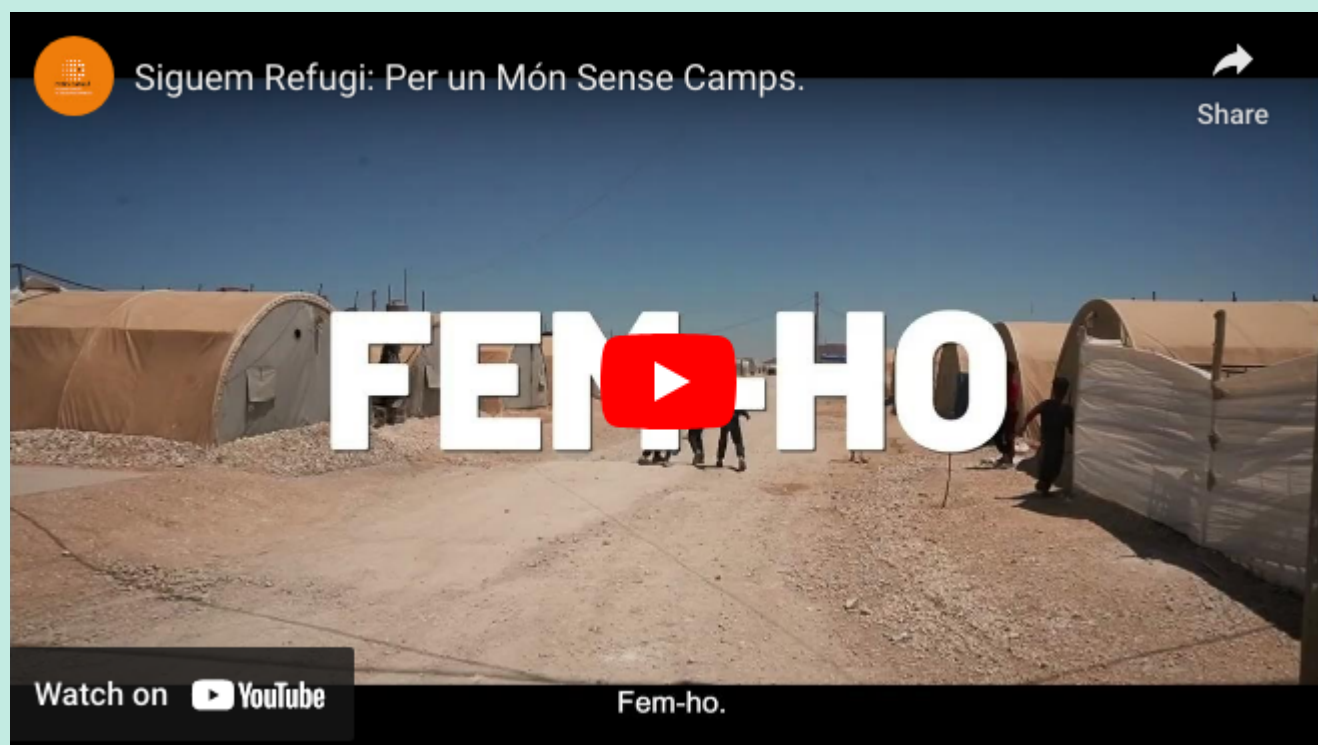 Siguem Refugi: Per un Món Sense Camps.
Share
FEM-HO
Watch on YouTube
Fem-ho.